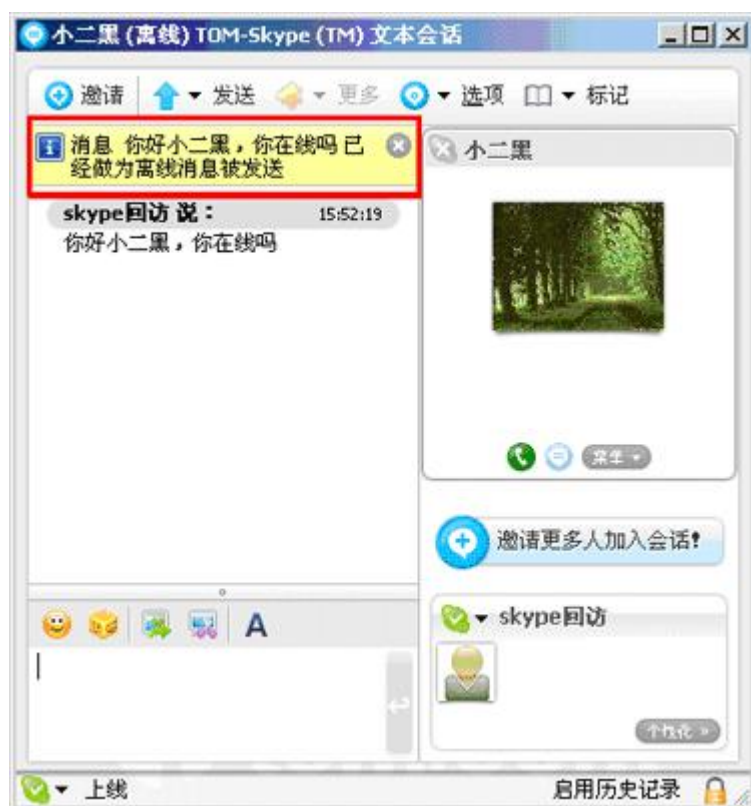 小二黑 (离线) TOM-Skype (TM) 文本会话
邀请 发送 更多 选项 标记
消息 你好小二黑，你在线吗 已
经做为离线消息被发送
skype回访 说： 15:52:19
你好小二黑，你在线吗
小二黑
菜单
邀请更多人加入会话!
A
skype回访
个性化 »
上线
启用历史记录